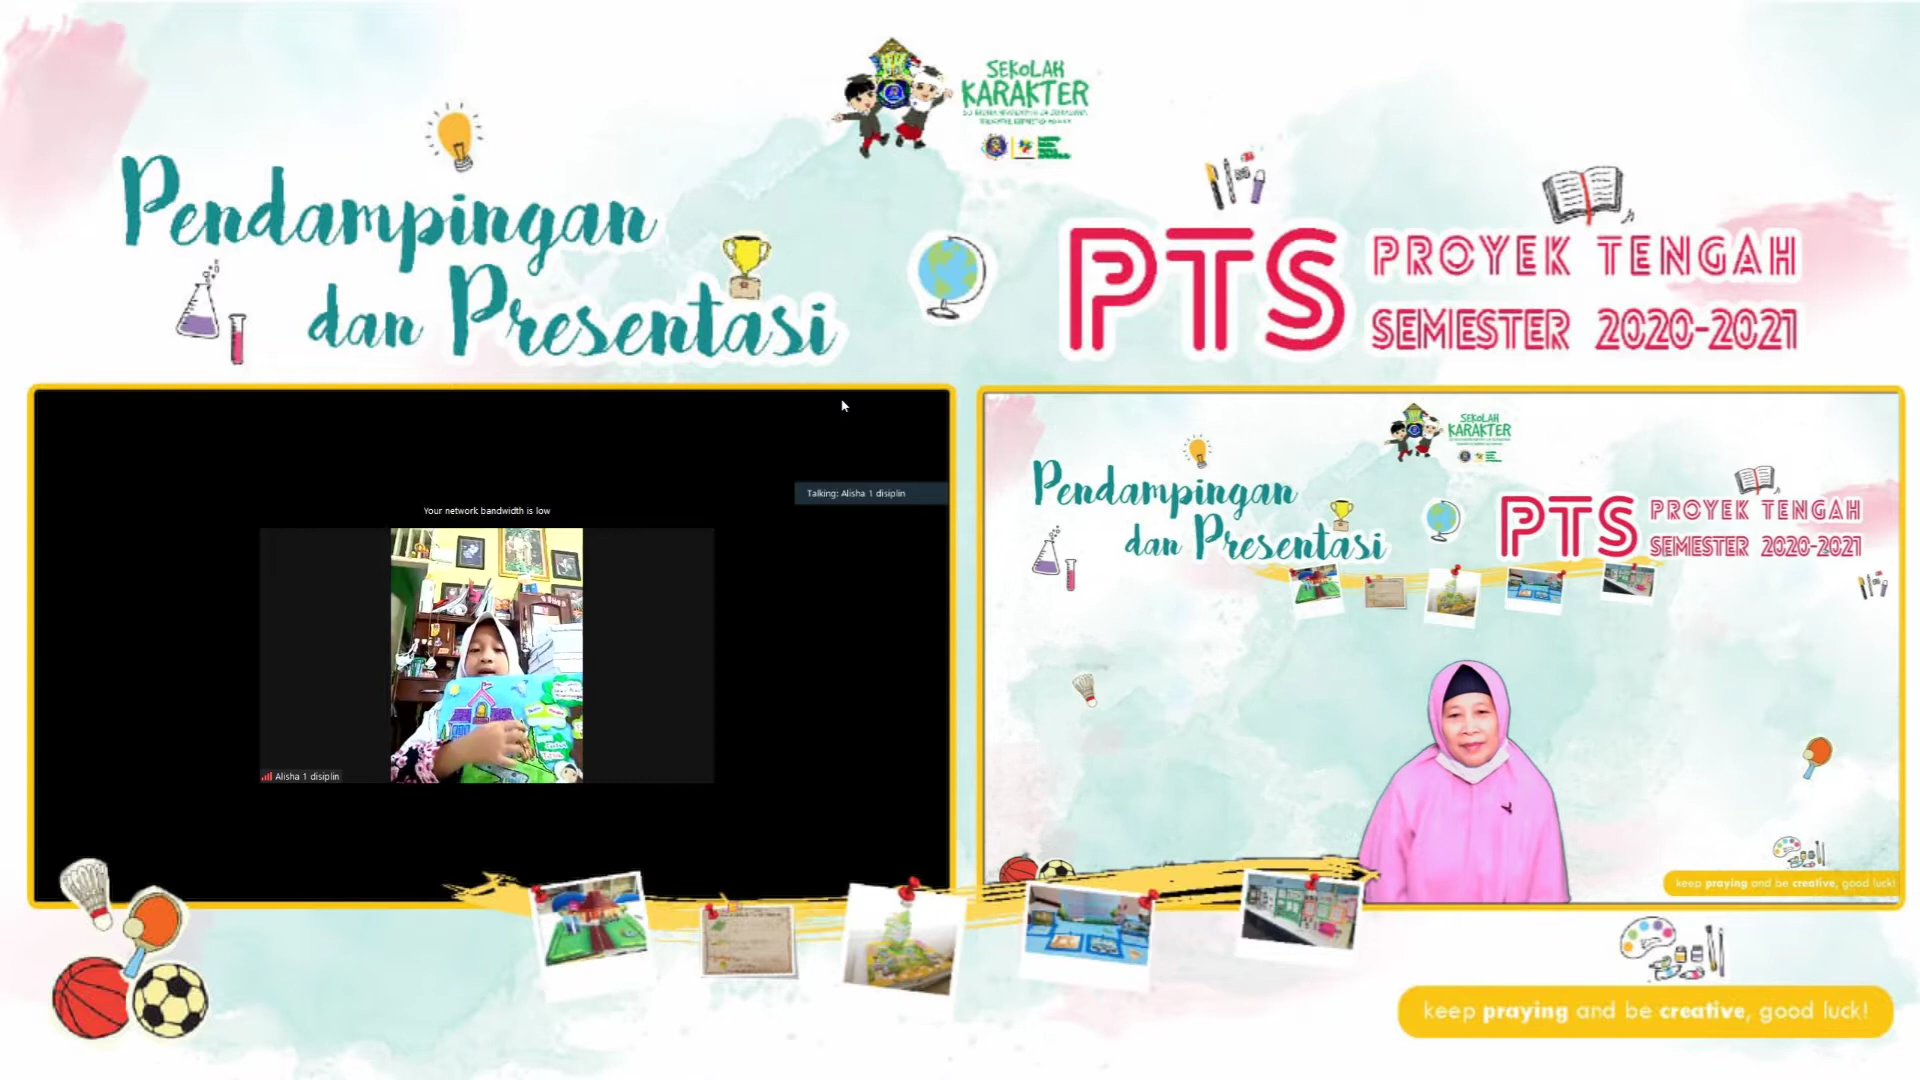 SEKOLAH
KARAKTER
Pendampingan
dan Presentasi
PTS
PROYEK TENGAH
SEMESTER 2020-2021
Talking: Alisha 1 disiplin
Your network bandwidth is low
Alisha 1 disiplin
SEKOLAH
KARAKTER
Pendampingan
dan Presentasi
PTS
PROYEK TENGAH
SEMESTER 2020-2021
keep praying and be creative, good luck!
keep praying and be creative, good luck!